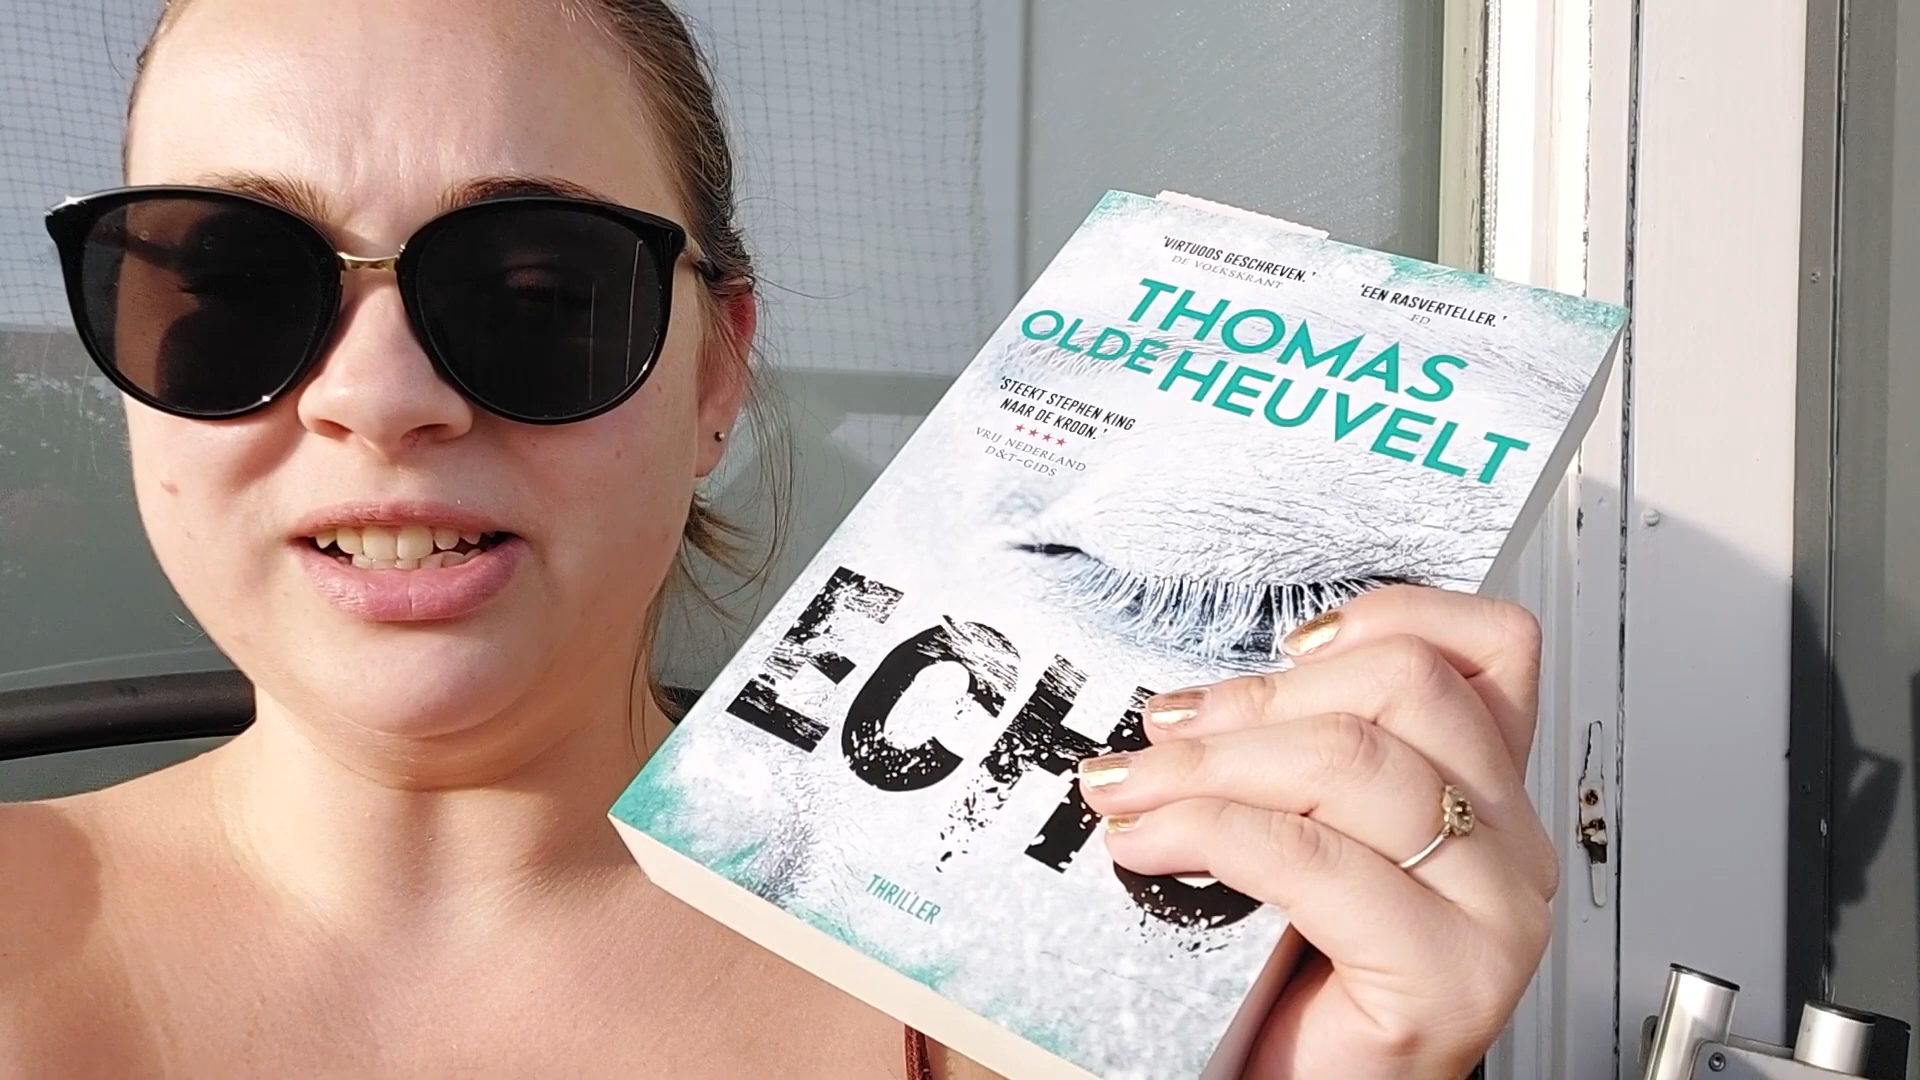 'VIRTUOOS GESCHREVEN.'
DE VOLKSKRANT
'EEN RASVERTELLER.'
ED
THOMAS
OLDE HEUVELT
'STEEKT STEPHEN KING
NAAR DE KROON.'
★★★★
VRIJ NEDERLAND
D&T-GIDS
ECHO
THRILLER